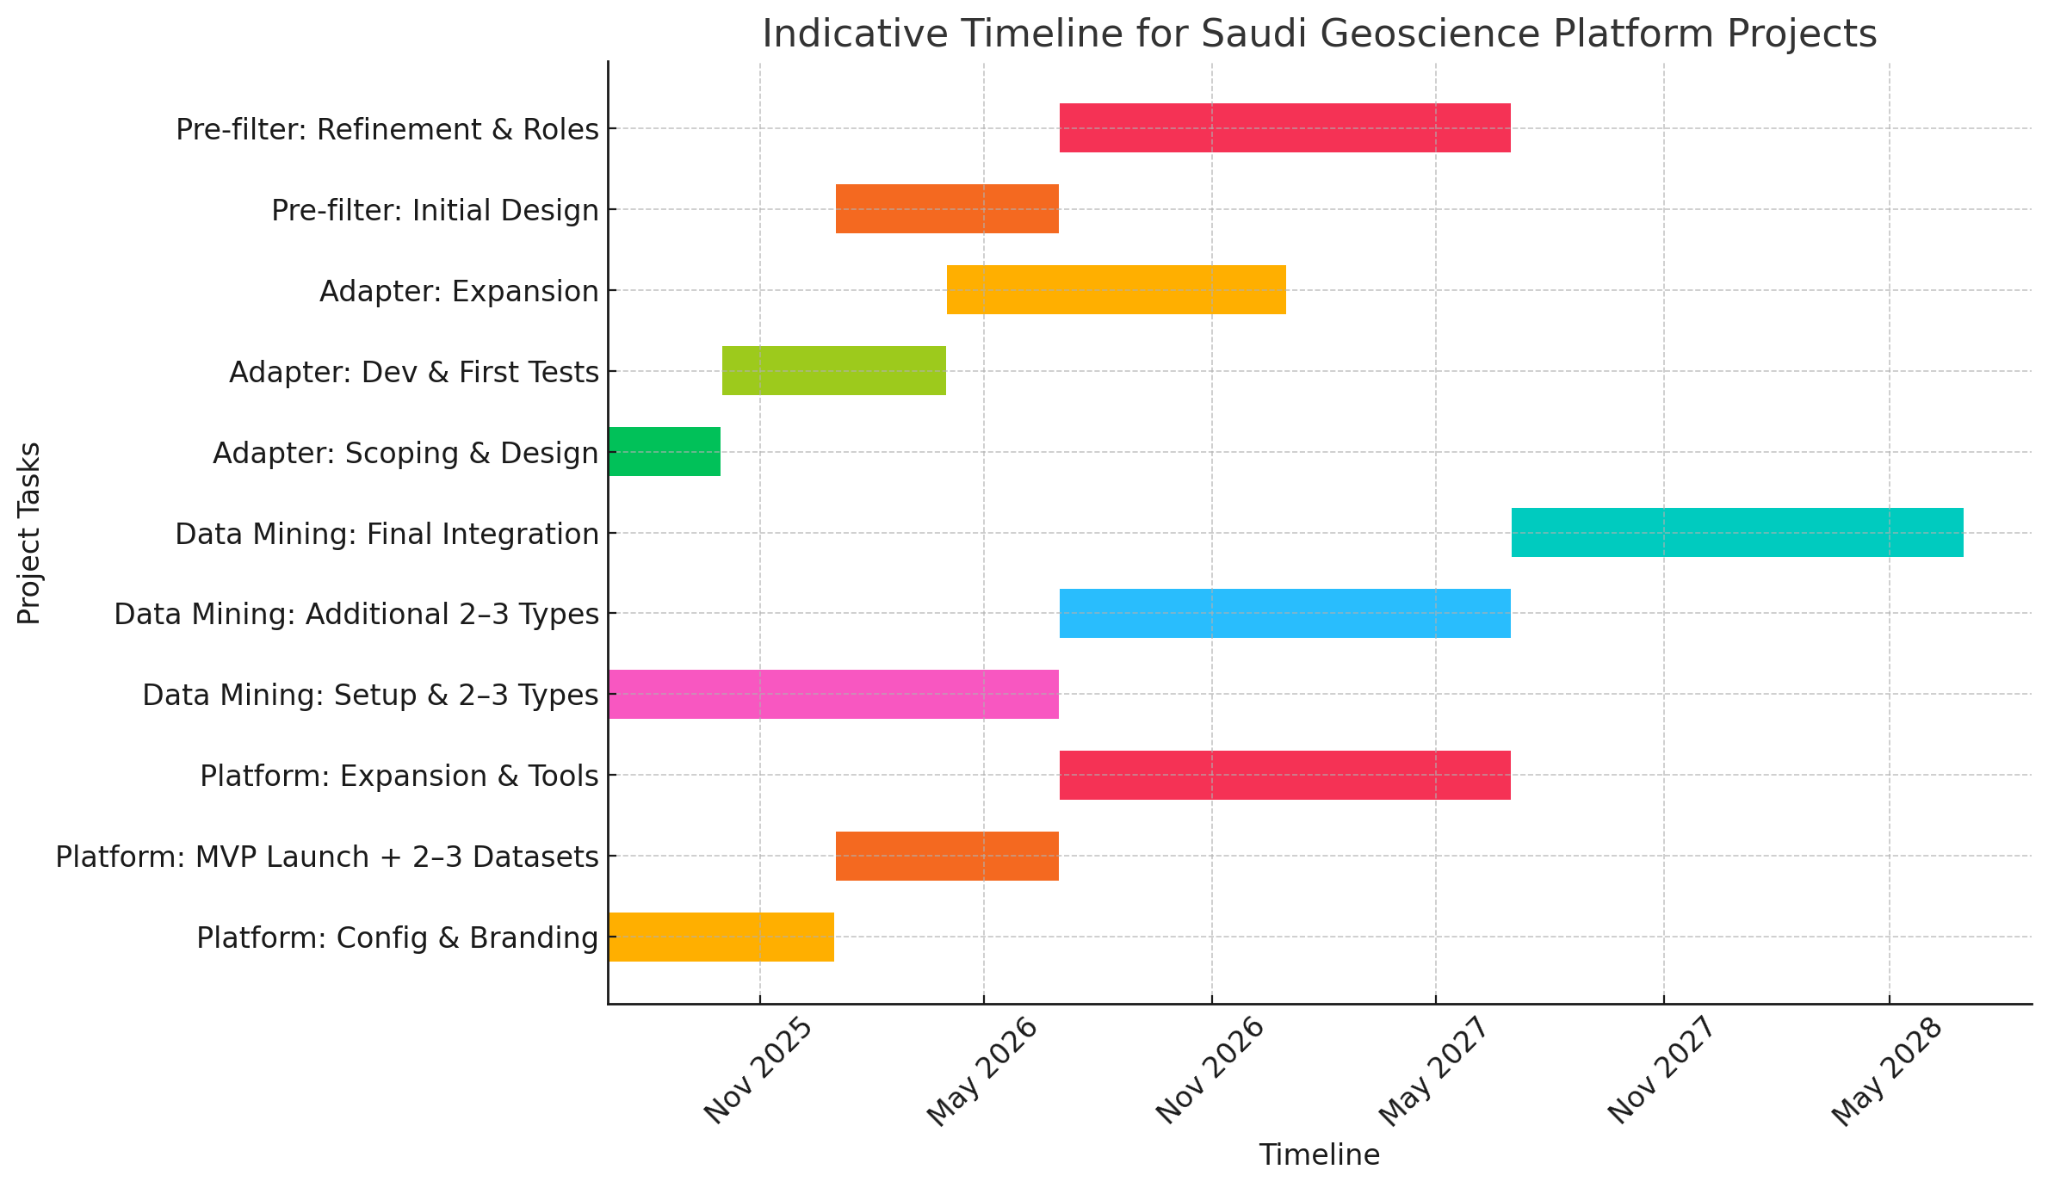 Indicative Timeline for Saudi Geoscience Platform Projects
Pre-filter: Refinement & Roles
Pre-filter: Initial Design
Adapter: Expansion
Adapter: Dev & First Tests
Adapter: Scoping & Design
Data Mining: Final Integration
Data Mining: Additional 2–3 Types
Data Mining: Setup & 2–3 Types
Platform: Expansion & Tools
Platform: MVP Launch + 2–3 Datasets
Platform: Config & Branding
Project Tasks
Nov 2025
May 2026
Nov 2026
May 2027
Nov 2027
May 2028
Timeline